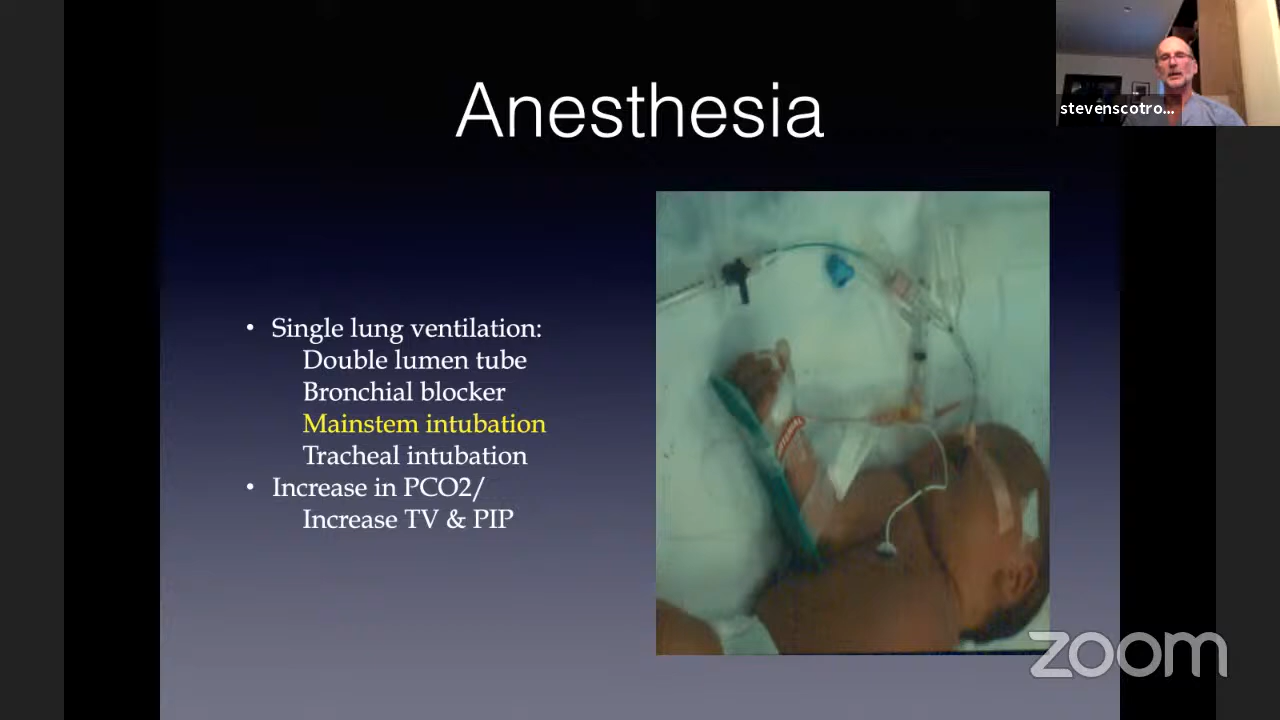 Anesthesia
stevenscotro...
• Single lung ventilation:
Double lumen tube
Bronchial blocker
Mainstem intubation
Tracheal intubation
• Increase in PCO2/
Increase TV & PIP
zoom